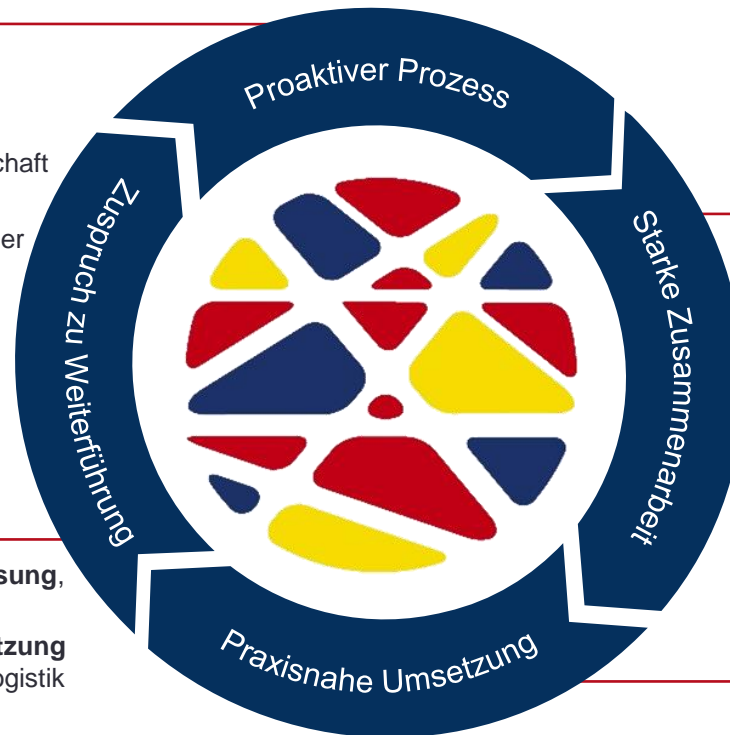 Proaktiver Prozess
Starke Zusammenarbeit
Praxisnahe Umsetzung
Zuspruch zu Weiterführung
chaft
er
sung,
tzung
ogistik